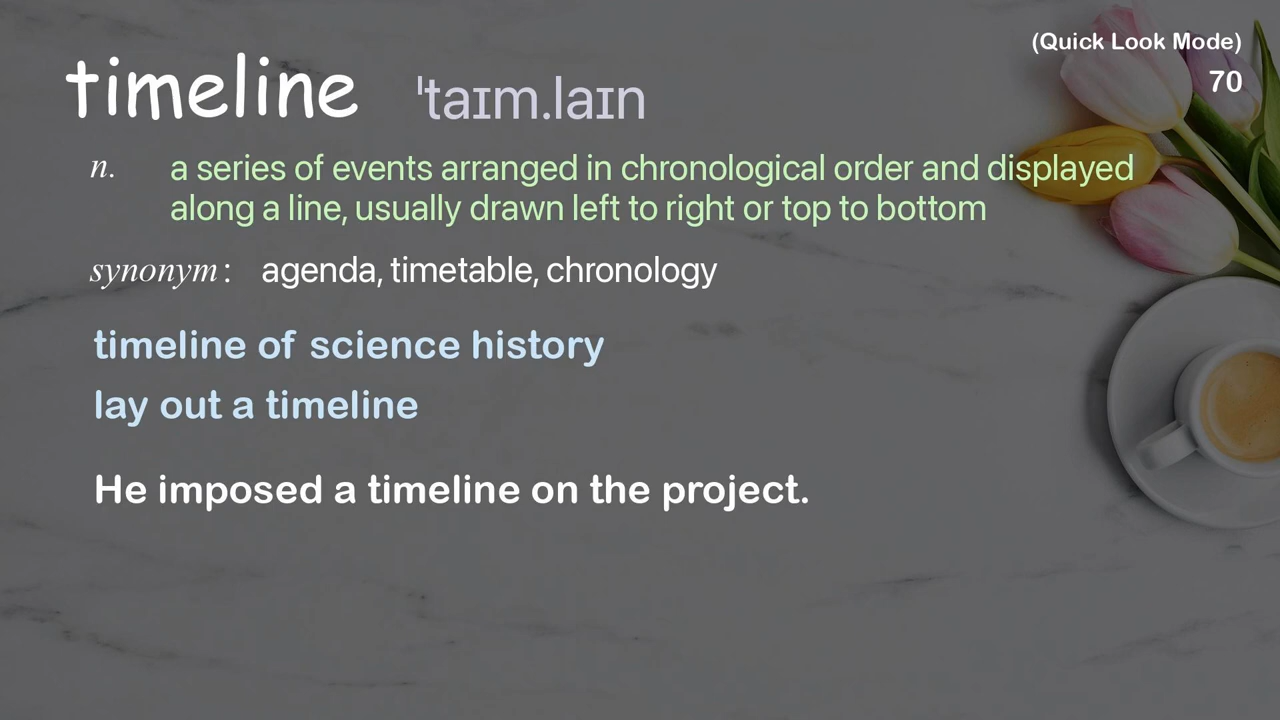 (Quick Look Mode)
70
timeline ˈtaɪm.laɪn
n. a series of events arranged in chronological order and displayed
along a line, usually drawn left to right or top to bottom
synonym: agenda, timetable, chronology
timeline of science history
lay out a timeline
He imposed a timeline on the project.